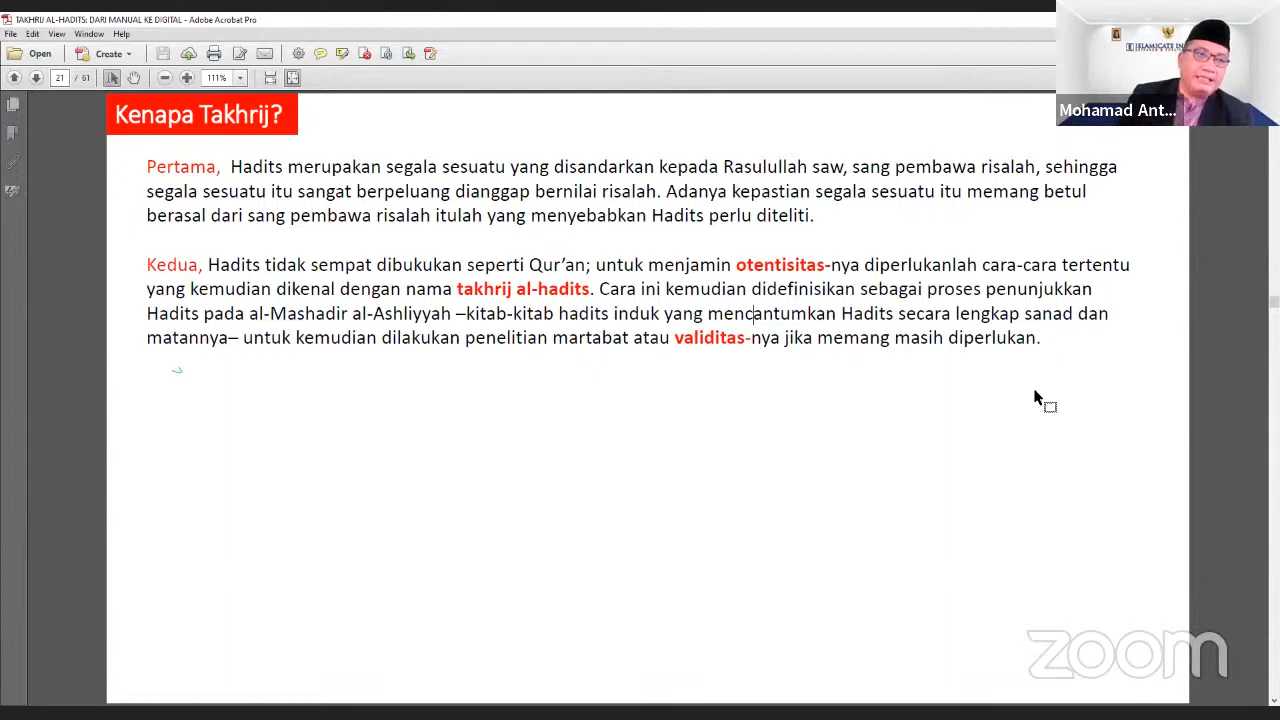 TAKHRIJ AL-HADITS: DARI MANUAL KE DIGITAL - Adobe Acrobat Pro
File Edit View Window Help
Open Create
21 / 61 111%
ISLAMICATE IN
Mohamad Ant...
Kenapa Takhrij?
Pertama, Hadits merupakan segala sesuatu yang disandarkan kepada Rasulullah saw, sang pembawa risalah, sehingga
segala sesuatu itu sangat berpeluang dianggap bernilai risalah. Adanya kepastian segala sesuatu itu memang betul
berasal dari sang pembawa risalah itulah yang menyebabkan Hadits perlu diteliti.
Kedua, Hadits tidak sempat dibukukan seperti Qur’an; untuk menjamin otentisitas-nya diperlukanlah cara-cara tertentu
yang kemudian dikenal dengan nama takhrij al-hadits. Cara ini kemudian didefinisikan sebagai proses penunjukkan
Hadits pada al-Mashadir al-Ashliyyah –kitab-kitab hadits induk yang mencantumkan Hadits secara lengkap sanad dan
matannya– untuk kemudian dilakukan penelitian martabat atau validitas-nya jika memang masih diperlukan.
zoom